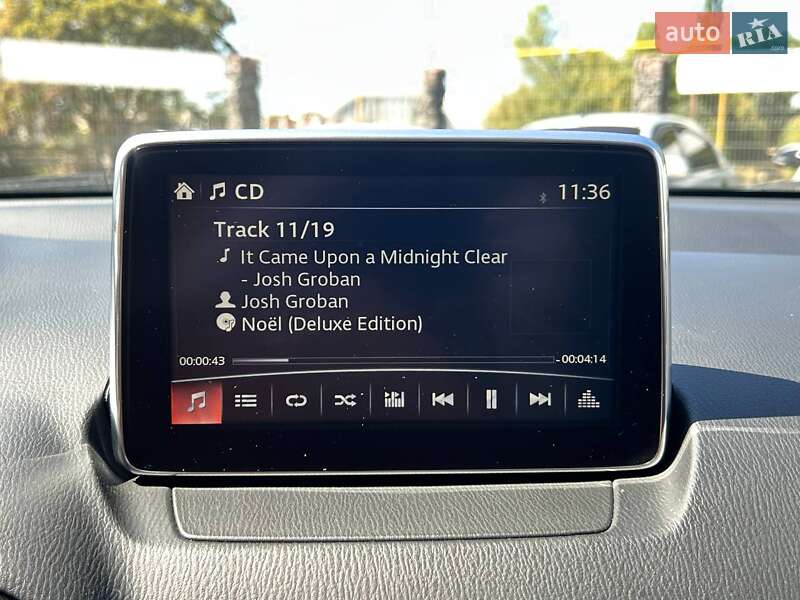 auto RIA .com
CD 11:36
Track 11/19
It Came Upon a Midnight Clear
- Josh Groban
Josh Groban
Noël (Deluxe Edition)
00:00:43 -00:04:14